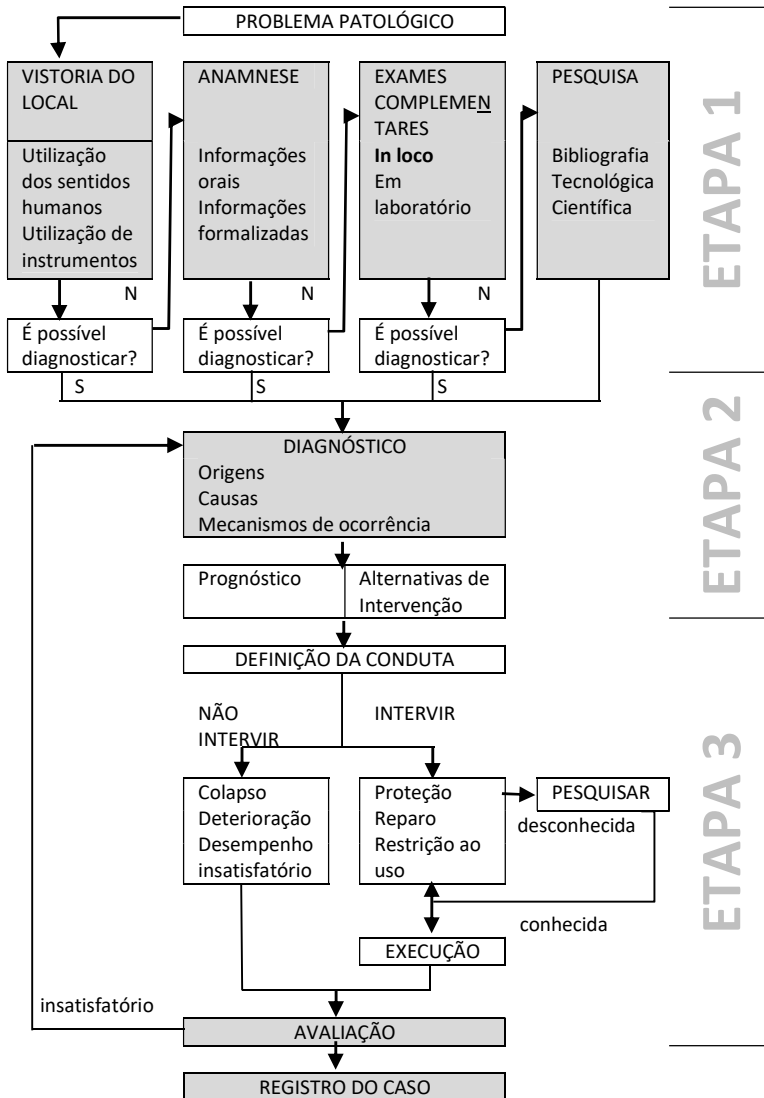 PROBLEMA PATOLÓGICO
VISTORIA DO
LOCAL
Utilização
dos sentidos
humanos
Utilização de
instrumentos
ANAMNESE
Informações
orais
Informações
formalizadas
EXAMES
COMPLEMEN
TARES
In loco
Em
laboratório
PESQUISA
Bibliografia
Tecnológica
Científica
ETAPA 1
N
N
N
É possível
diagnosticar?
É possível
diagnosticar?
É possível
diagnosticar?
S
S
S
DIAGNÓSTICO
Origens
Causas
Mecanismos de ocorrência
ETAPA 2
Prognóstico
Alternativas de
Intervenção
DEFINIÇÃO DA CONDUTA
NÃO
INTERVIR
INTERVIR
Colapso
Deterioração
Desempenho
insatisfatório
Proteção
Reparo
Restrição ao
uso
PESQUISAR
desconhecida
ETAPA 3
conhecida
EXECUÇÃO
insatisfatório
AVALIAÇÃO
REGISTRO DO CASO